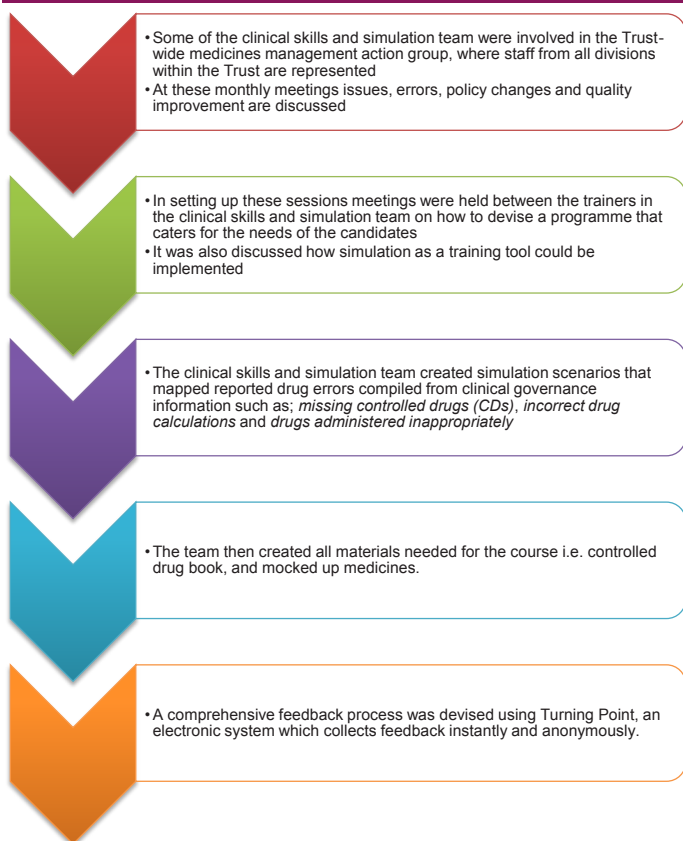 • Some of the clinical skills and simulation team were involved in the Trust-
wide medicines management action group, where staff from all divisions
within the Trust are represented
• At these monthly meetings issues, errors, policy changes and quality
improvement are discussed
• In setting up these sessions meetings were held between the trainers in
the clinical skills and simulation team on how to devise a programme that
caters for the needs of the candidates
• It was also discussed how simulation as a training tool could be
implemented
• The clinical skills and simulation team created simulation scenarios that
mapped reported drug errors compiled from clinical governance
information such as; missing controlled drugs (CDs), incorrect drug
calculations and drugs administered inappropriately
• The team then created all materials needed for the course i.e. controlled
drug book, and mocked up medicines.
• A comprehensive feedback process was devised using Turning Point, an
electronic system which collects feedback instantly and anonymously.